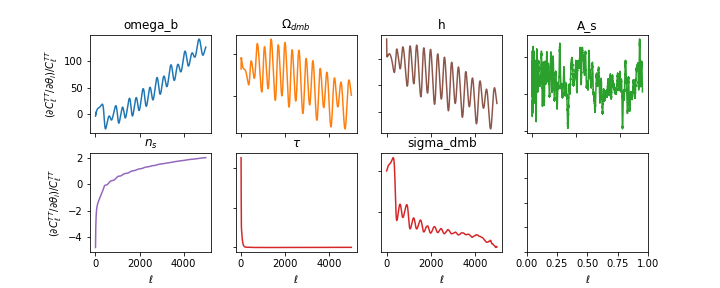 omega_b
Ω_dmb
h
A_s
(∂C_ℓ^TT/∂θ_i)/C_ℓ^TT
100
50
0
n_s
τ
sigma_dmb
(∂C_ℓ^TT/∂θ_i)/C_ℓ^TT
2
0
−2
−4
0 2000 4000
0 2000 4000
0 2000 4000
0.00 0.25 0.50 0.75 1.00
ℓ ℓ ℓ ℓ